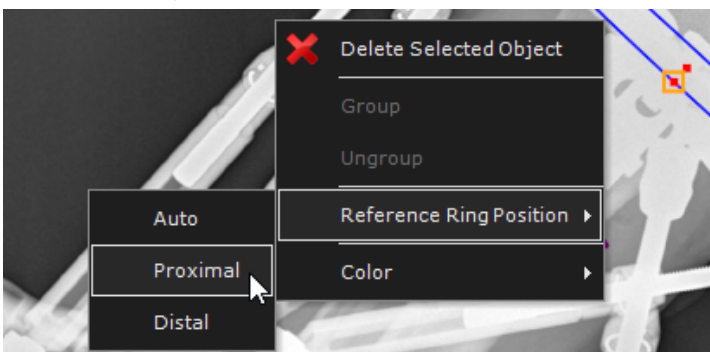 Delete Selected Object
Group
Ungroup
Reference Ring Position
Auto
Proximal
Color
Distal